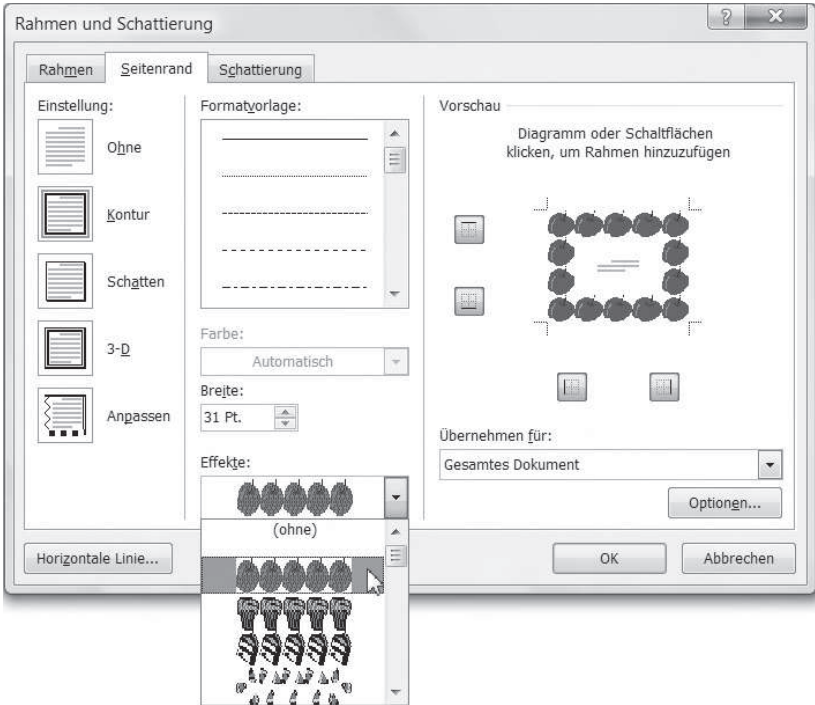 Rahmen und Schattierung
Rahmen
Seitenrand
Schattierung
Einstellung:
Ohne
Kontur
Schatten
3-D
Anpassen
Formatvorlage:
Farbe:
Automatisch
Breite:
31 Pt.
Effekte:
(ohne)
Vorschau
Diagramm oder Schaltflächen
klicken, um Rahmen hinzuzufügen
Übernehmen für:
Gesamtes Dokument
Optionen...
Horizontale Linie...
OK
Abbrechen